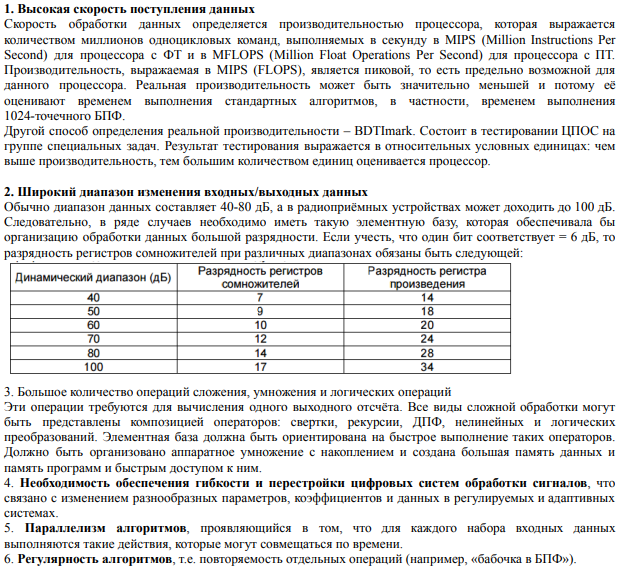 1. Высокая скорость поступления данных
Скорость обработки данных определяется производительностью процессора, которая выражается
количеством миллионов одноцикловых команд, выполняемых в секунду в MIPS (Million Instructions Per
Second) для процессора с ФТ и в MFLOPS (Million Float Operations Per Second) для процессора с ПТ.
Производительность, выражаемая в MIPS (FLOPS), является пиковой, то есть предельно возможной для
данного процессора. Реальная производительность может быть значительно меньшей и потому её
оценивают временем выполнения стандартных алгоритмов, в частности, временем выполнения
1024-точечного БПФ.
Другой способ определения реальной производительности – BDTImark. Состоит в тестировании ЦПОС на
группе специальных задач. Результат тестирования выражается в относительных условных единицах: чем
выше производительность, тем большим количеством единиц оценивается процессор.
2. Широкий диапазон изменения входных/выходных данных
Обычно диапазон данных составляет 40-80 дБ, а в радиоприёмных устройствах может доходить до 100 дБ.
Следовательно, в ряде случаев необходимо иметь такую элементную базу, которая обеспечивала бы
организацию обработки данных большой разрядности. Если учесть, что один бит соответствует = 6 дБ, то
разрядность регистров сомножителей при различных диапазонах обязаны быть следующей:
Динамический диапазон (дБ) Разрядность регистров сомножителей Разрядность регистра произведения
40 7 14
50 9 18
60 10 20
70 12 24
80 14 28
100 17 34
3. Большое количество операций сложения, умножения и логических операций
Эти операции требуются для вычисления одного выходного отсчёта. Все виды сложной обработки могут
быть представлены композицией операторов: свертки, рекурсии, ДПФ, нелинейных и логических
преобразований. Элементная база должна быть ориентирована на быстрое выполнение таких операторов.
Должно быть организовано аппаратное умножение с накоплением и создана большая память данных и
память программ и быстрым доступом к ним.
4. Необходимость обеспечения гибкости и перестройки цифровых систем обработки сигналов, что
связано с изменением разнообразных параметров, коэффициентов и данных в регулируемых и адаптивных
системах.
5. Параллелизм алгоритмов, проявляющийся в том, что для каждого набора входных данных
выполняются такие действия, которые могут совмещаться по времени.
6. Регулярность алгоритмов, т.е. повторяемость отдельных операций (например, «бабочка в БПФ»).